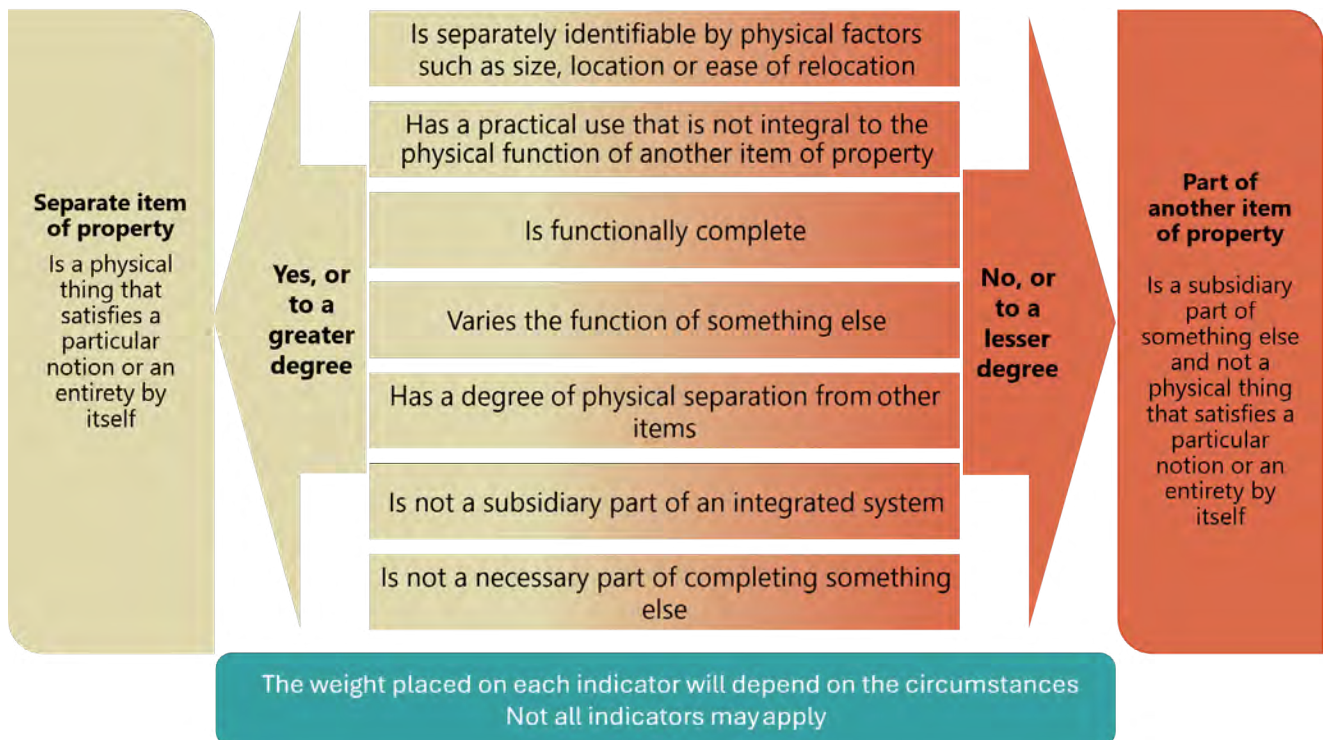 Separate item
of property
Is a physical
thing that
satisfies a
particular
notion or an
entirety by
itself
Yes, or
to a
greater
degree
Is separately identifiable by physical factors
such as size, location or ease of relocation
Has a practical use that is not integral to the
physical function of another item of property
Is functionally complete
Varies the function of something else
Has a degree of physical separation from other
items
Is not a subsidiary part of an integrated system
Is not a necessary part of completing something
else
No, or
to a
lesser
degree
Part of
another item
of property
Is a subsidiary
part of
something else
and not a
physical thing
that satisfies a
particular
notion or an
entirety by
itself
The weight placed on each indicator will depend on the circumstances
Not all indicators may apply